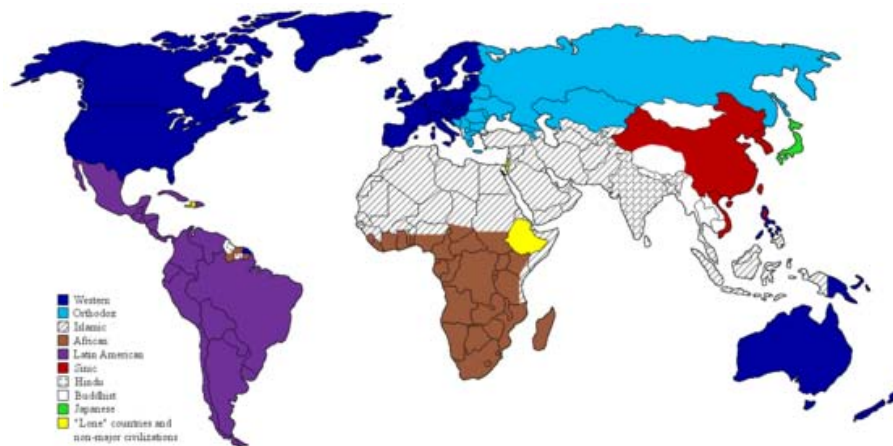 Western
Orthodox
Islamic
African
Latin American
Sinic
Hindu
Buddhist
Japanese
"Lone" countries and
non-major civilizations